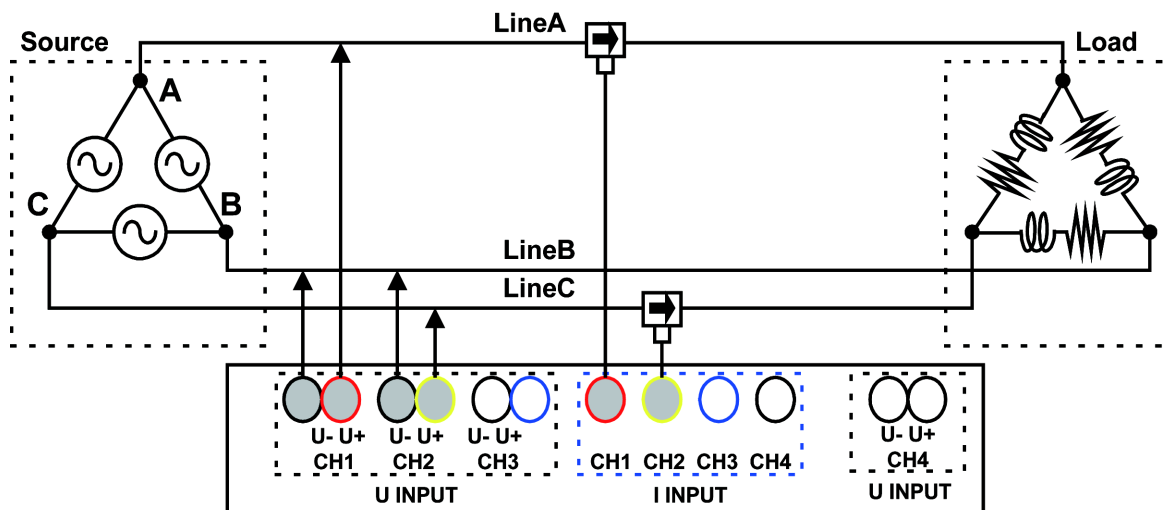 LineA
Source
Load
A
C
B
LineB
LineC
U- U+
U- U+
U- U+
CH1
CH2
CH3
CH1
CH2
CH3
CH4
U- U+
CH4
U INPUT
I INPUT
U INPUT